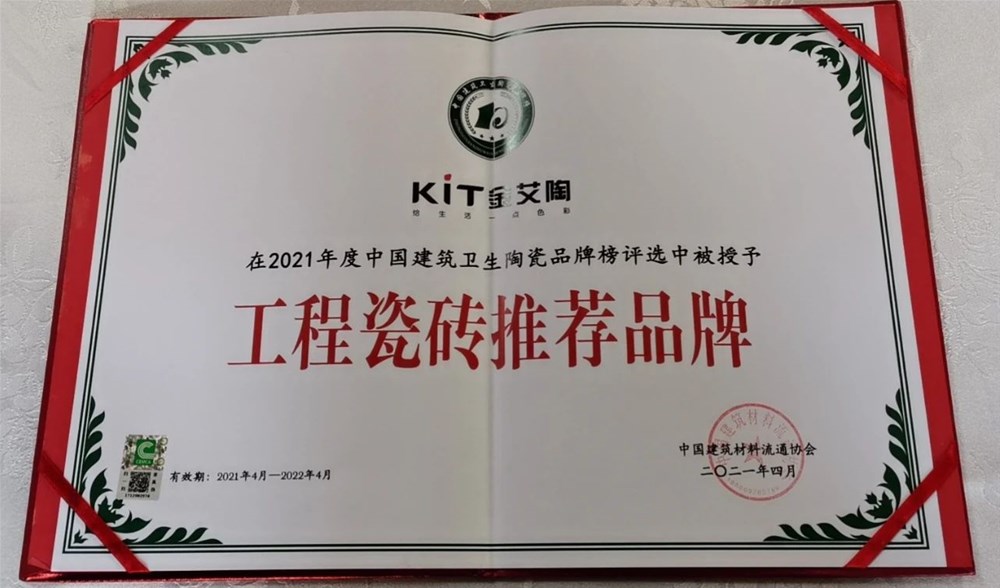 KiT金艾陶
给生活一点色彩
在2021年度中国建筑卫生陶瓷品牌榜评选中被授予
工程瓷砖推荐品牌
中国建筑材料流通协会
二〇二一年四月
有效期：2021年4月—2022年4月